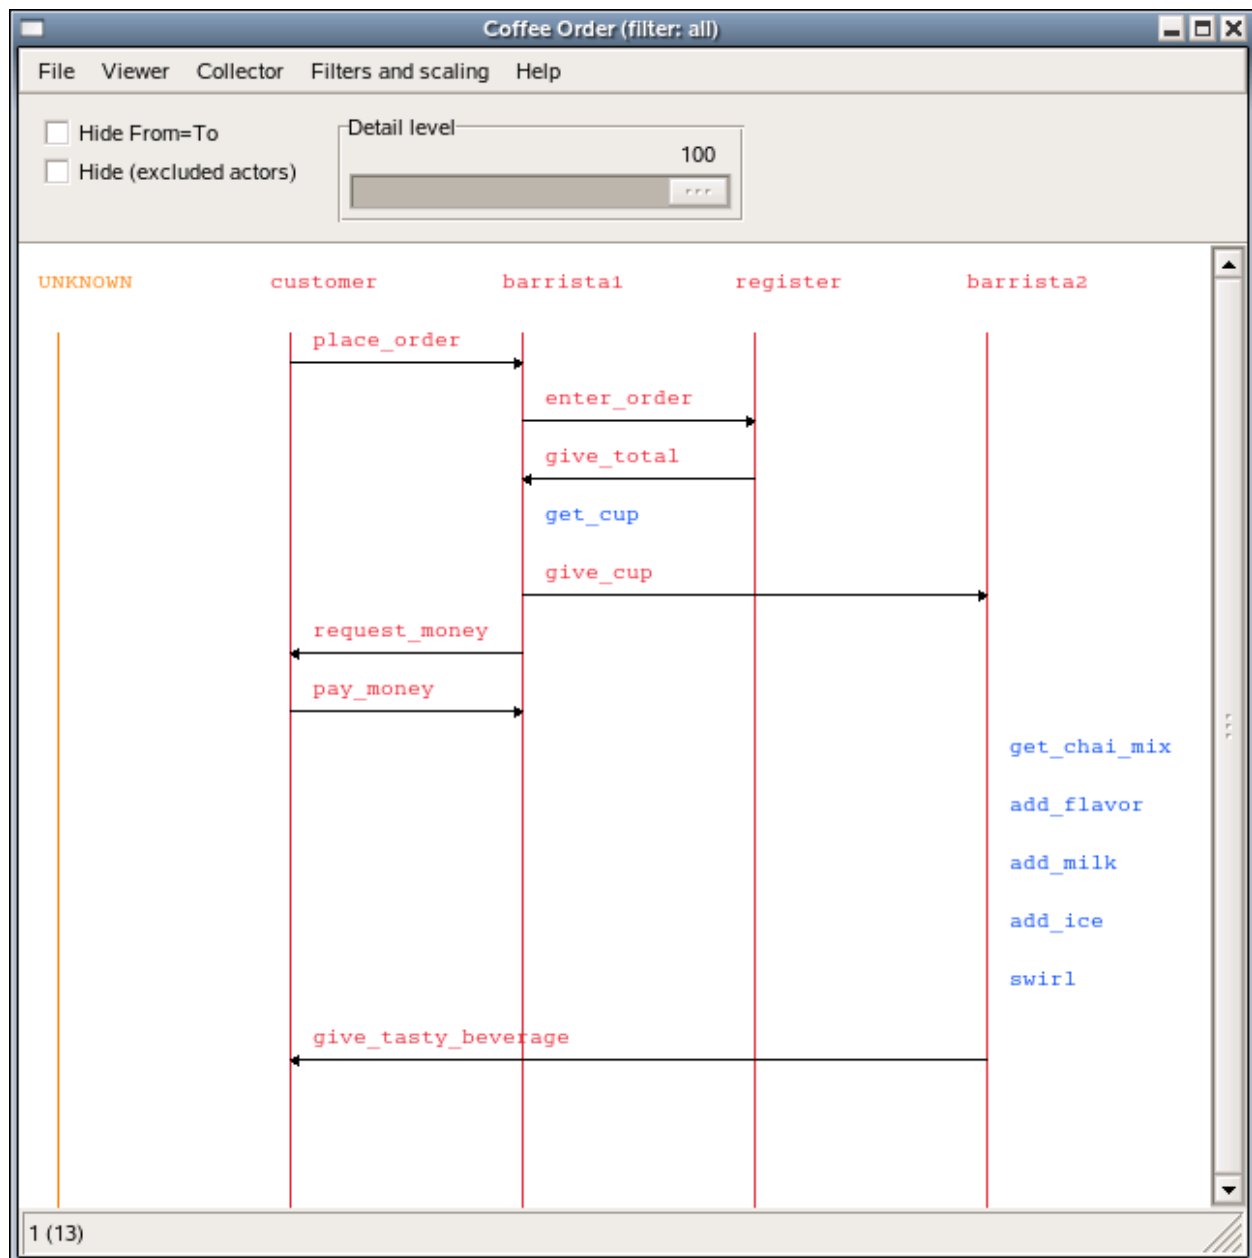 Coffee Order (filter: all)
File Viewer Collector Filters and scaling Help
Hide From=To
Hide (excluded actors)
Detail level
100
UNKNOWN customer barrista1 register barrista2
place_order
enter_order
give_total
get_cup
give_cup
request_money
pay_money
get_chai_mix
add_flavor
add_milk
add_ice
swirl
give_tasty_beverage
1 (13)